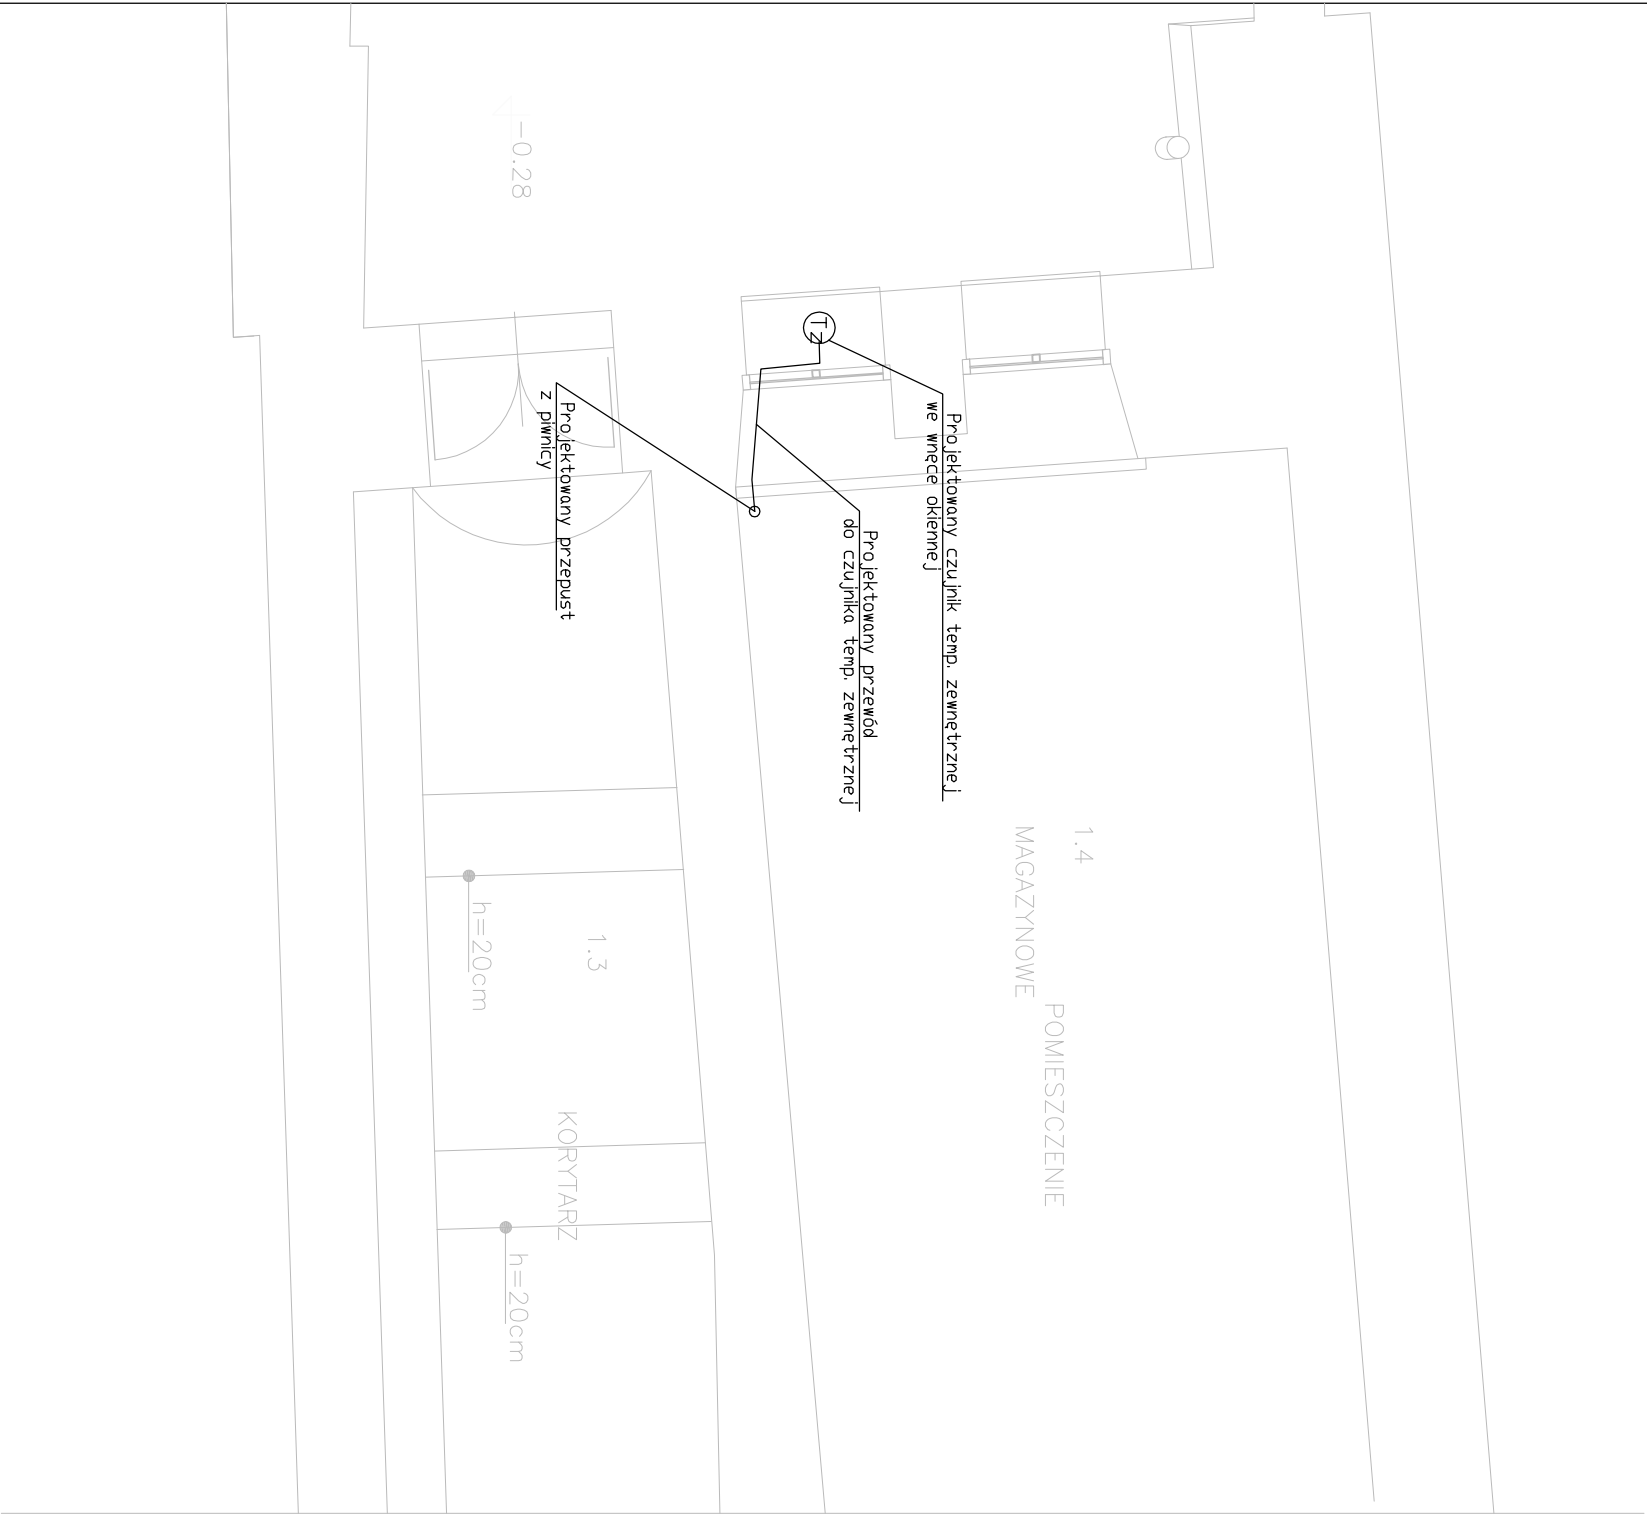 -0.28
TZ
Projektowany czujnik temp. zewnętrznej
we wnęce okiennej
Projektowany przewód
do czujnika temp. zewnętrznej
Projektowany przepust
z piwnicy
1.4
POMIESZCZENIE
MAGAZYNOWE
1.3
KORYTARZ
h=20cm
h=20cm